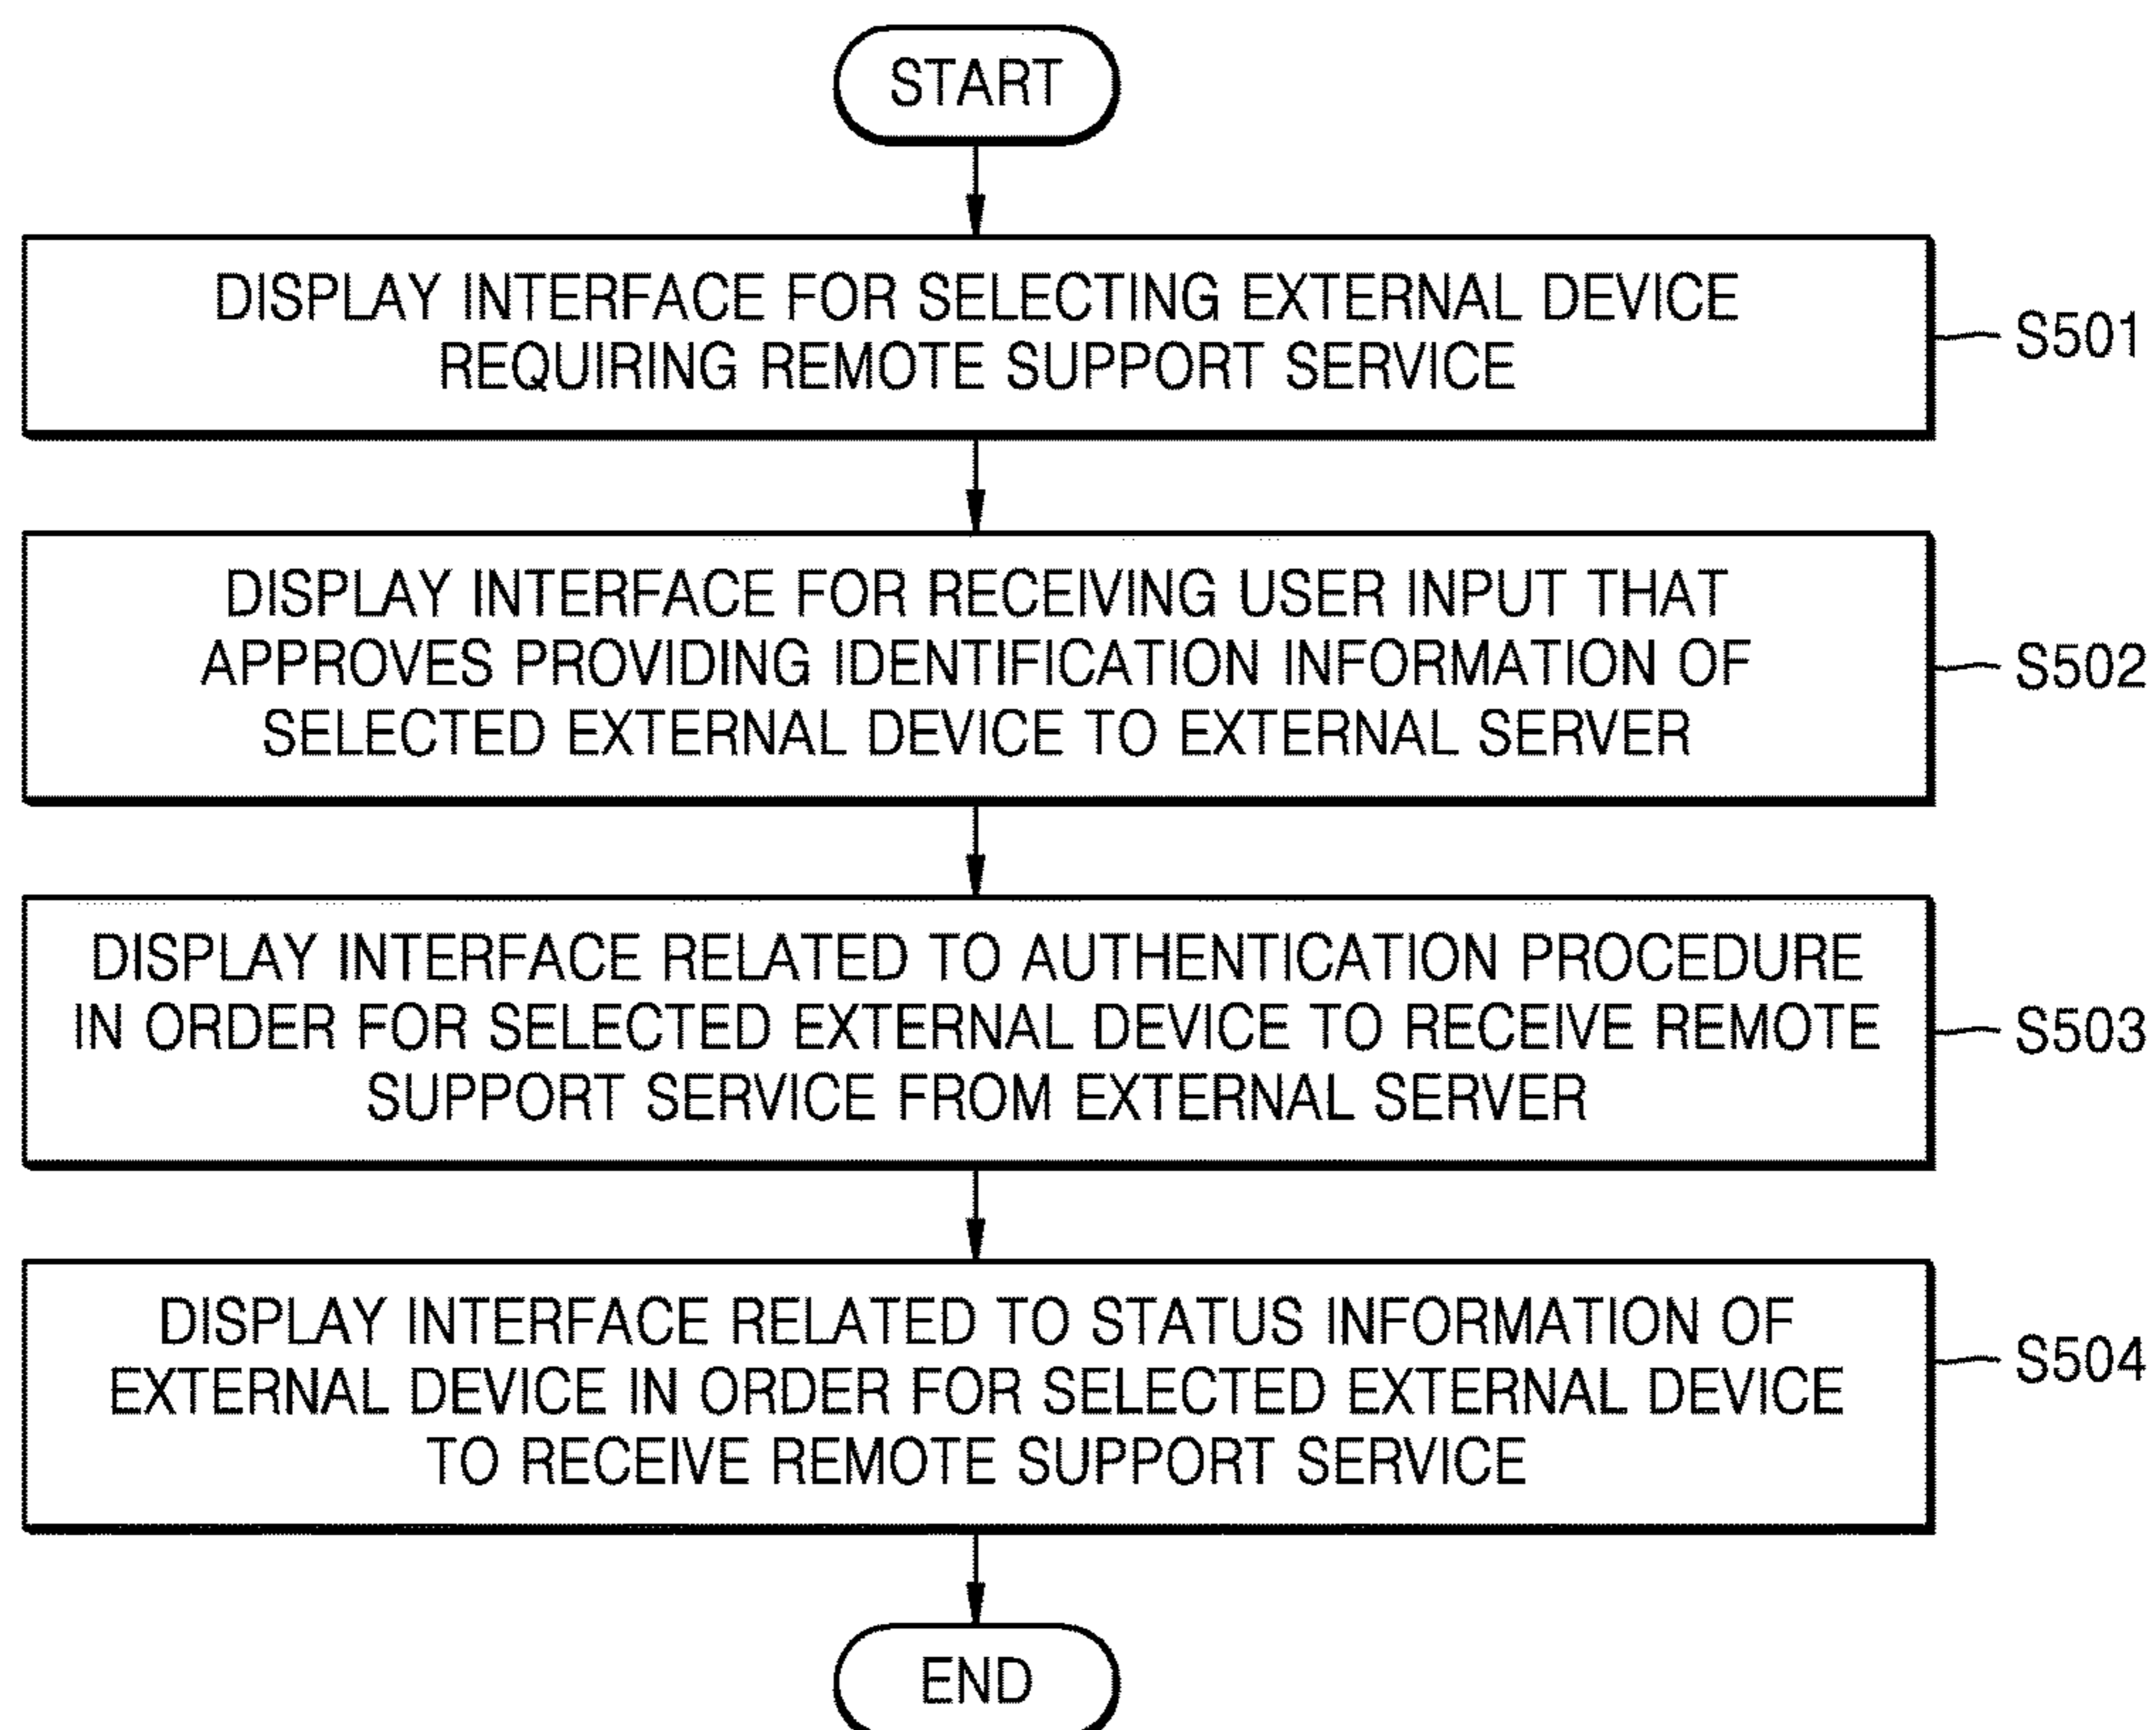 START
DISPLAY INTERFACE FOR SELECTING EXTERNAL DEVICE
REQUIRING REMOTE SUPPORT SERVICE
S501
DISPLAY INTERFACE FOR RECEIVING USER INPUT THAT
APPROVES PROVIDING IDENTIFICATION INFORMATION OF
SELECTED EXTERNAL DEVICE TO EXTERNAL SERVER
S502
DISPLAY INTERFACE RELATED TO AUTHENTICATION PROCEDURE
IN ORDER FOR SELECTED EXTERNAL DEVICE TO RECEIVE REMOTE
SUPPORT SERVICE FROM EXTERNAL SERVER
S503
DISPLAY INTERFACE RELATED TO STATUS INFORMATION OF
EXTERNAL DEVICE IN ORDER FOR SELECTED EXTERNAL DEVICE
TO RECEIVE REMOTE SUPPORT SERVICE
S504
END